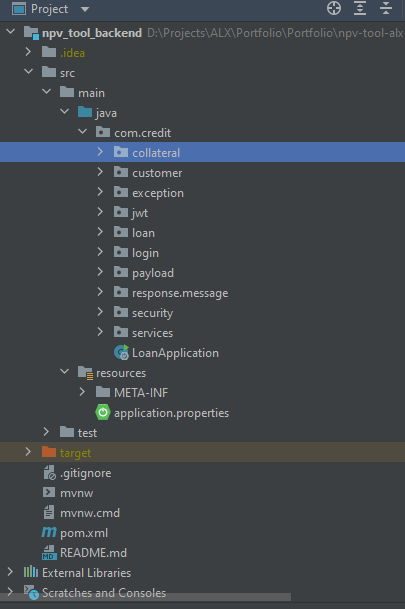 Project
npv_tool_backend D:\Projects\ALX\Portfolio\Portfolio\npv-tool-alx
.idea
src
main
java
com.credit
collateral
customer
exception
jwt
loan
login
payload
response.message
security
services
LoanApplication
resources
META-INF
application.properties
test
target
.gitignore
mvnw
mvnw.cmd
m pom.xml
MD README.md
External Libraries
Scratches and Consoles